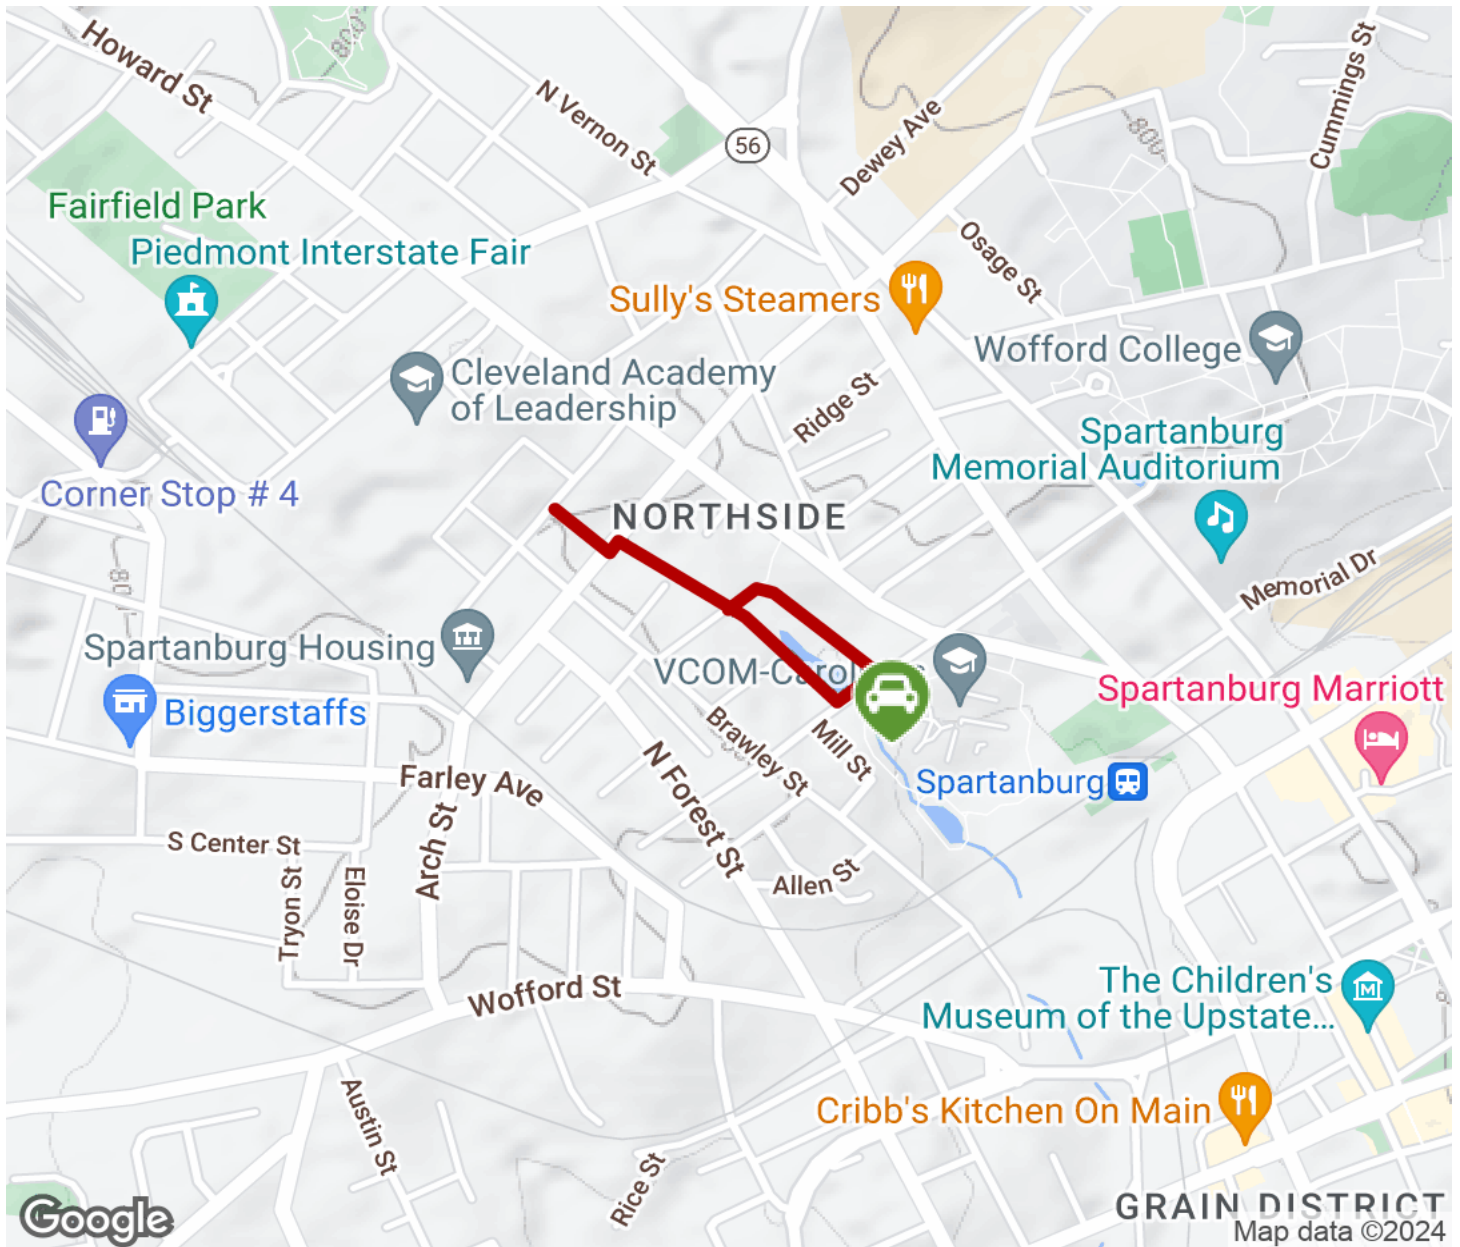 Howard St
800
N Vernon St
56
Dewey Ave
800
Cummings St
Fairfield Park
Piedmont Interstate Fair
Osage St
Sully's Steamers
Wofford College
Cleveland Academy
of Leadership
Ridge St
Spartanburg
Memorial Auditorium
Corner Stop # 4
NORTHSIDE
Memorial Dr
Spartanburg Housing
Spartanburg Marriott
Biggerstaffs
Brawley St
Mill St
N Forest St
Farley Ave
Spartanburg
S Center St
Arch St
Allen St
Tryon St
Eloise Dr
Wofford St
The Children's
Museum of the Upstate...
Austin St
Cribb's Kitchen On Main
Rice St
GRAIN DISTRICT
Google
Map data ©2024